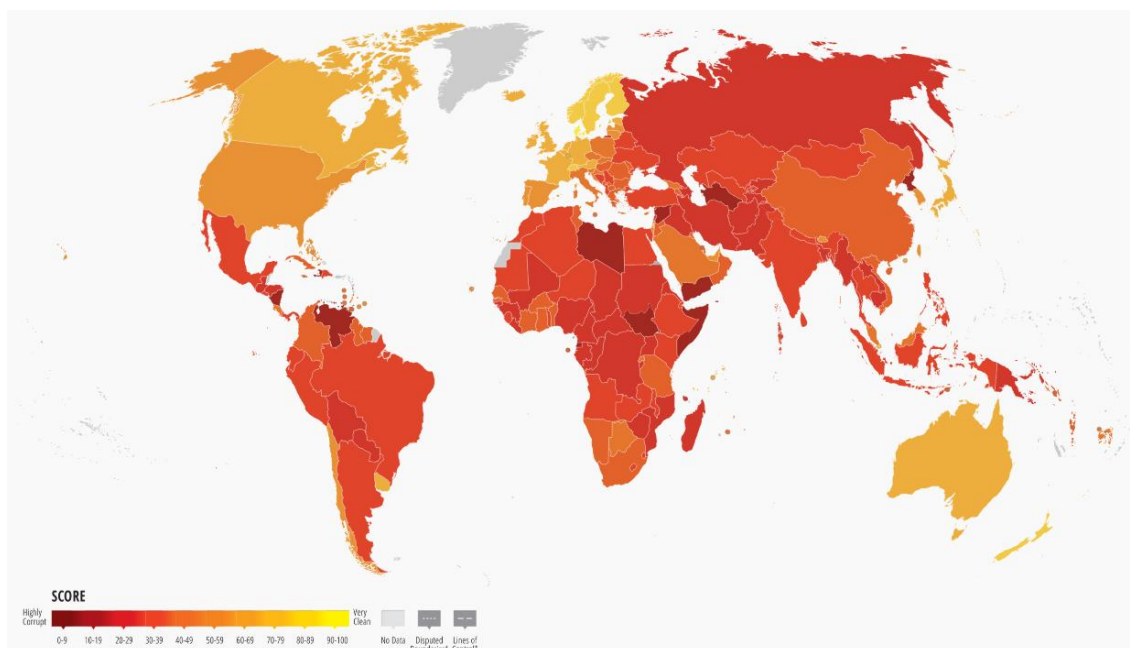 SCORE
Highly
Corrupt
Very
Clean
0-9
10-19
20-29
30-39
40-49
50-59
60-69
70-79
80-89
90-100
No Data
Disputed
Lines of